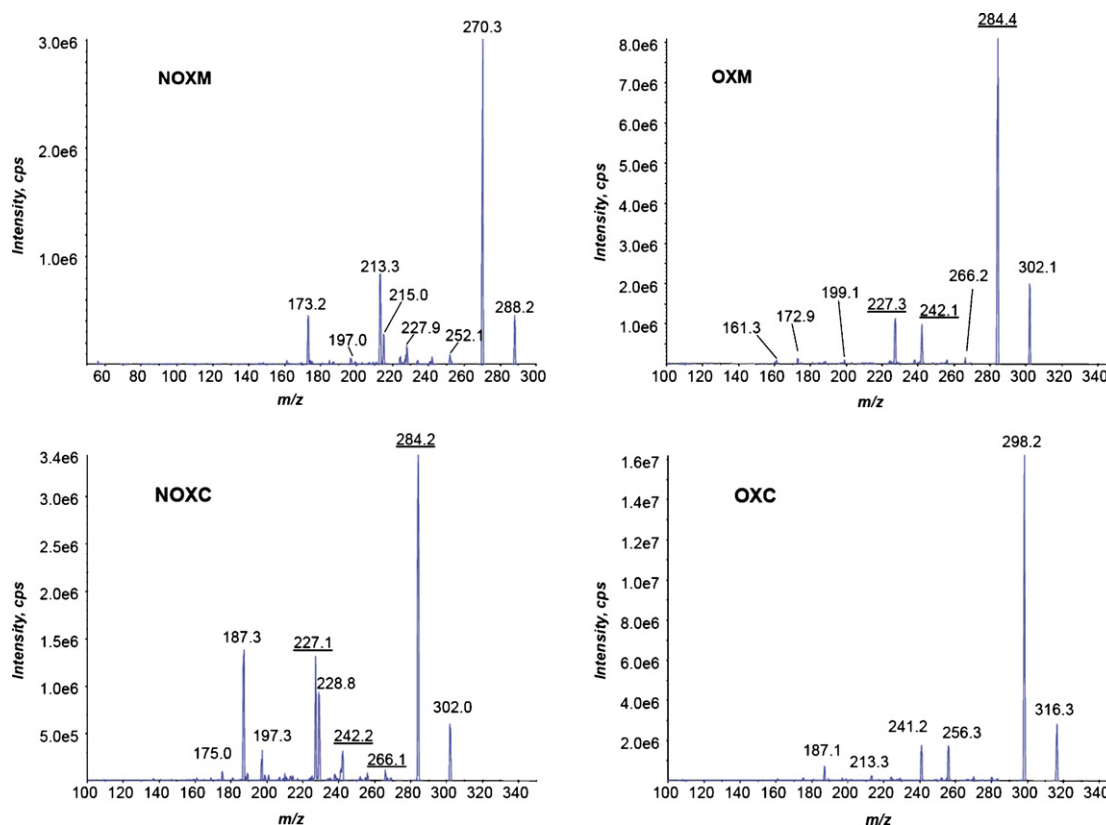 NOXM
Intensity, cps
3.0e6
2.0e6
1.0e6
270.3
213.3
215.0
173.2
197.0
227.9
252.1
288.2
60 80 100 120 140 160 180 200 220 240 260 280 300
m/z
OXM
Intensity, cps
8.0e6
7.0e6
6.0e6
5.0e6
4.0e6
3.0e6
2.0e6
1.0e6
284.4
302.1
266.2
199.1
172.9
161.3
227.3
242.1
100 120 140 160 180 200 220 240 260 280 300 320 340
m/z
NOXC
Intensity, cps
3.4e6
3.0e6
2.5e6
2.0e6
1.5e6
1.0e6
5.0e5
284.2
187.3
227.1
228.8
302.0
175.0
197.3
242.2
266.1
100 120 140 160 180 200 220 240 260 280 300 320 340
m/z
OXC
Intensity, cps
1.6e7
1.4e7
1.2e7
1.0e7
8.0e6
6.0e6
4.0e6
2.0e6
298.2
316.3
241.2
256.3
187.1
213.3
100 120 140 160 180 200 220 240 260 280 300 320 340
m/z